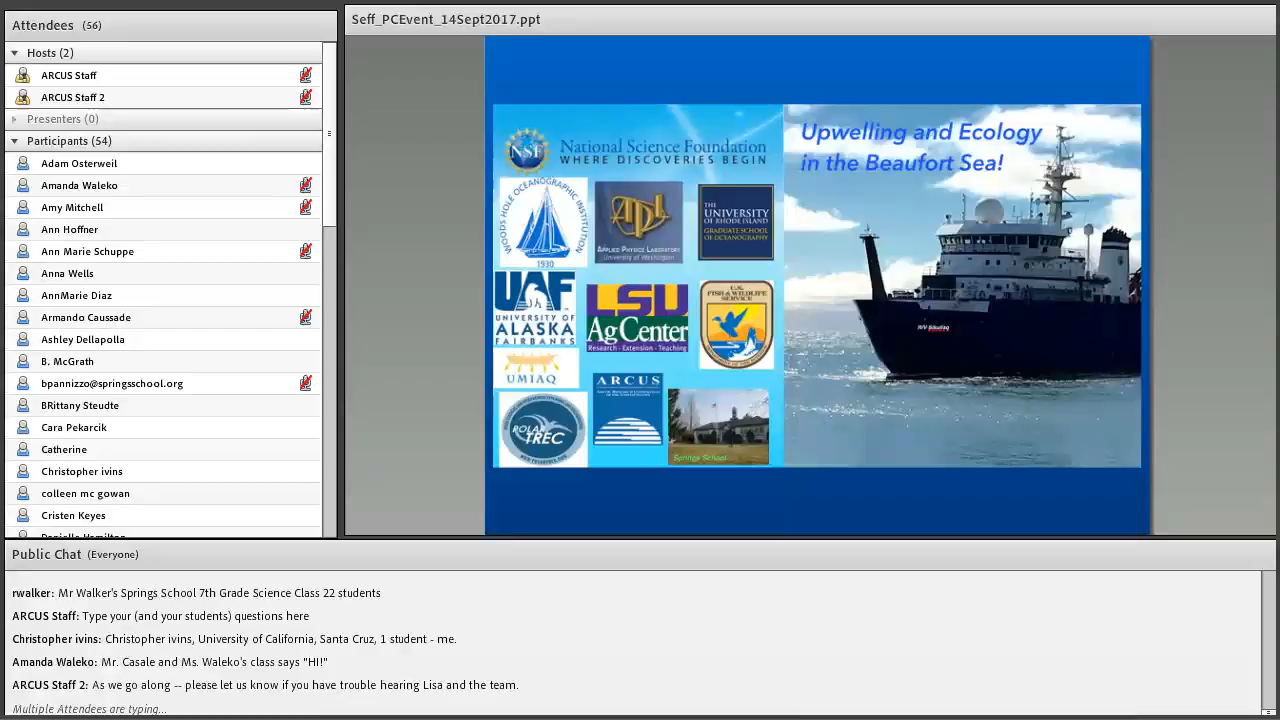 Attendees (56)
Hosts (2)
ARCUS Staff
ARCUS Staff 2
Presenters (0)
Participants (54)
Adam Osterweil
Amanda Waleko
Amy Mitchell
Ann Hoffner
Ann Marie Schuppe
Anna Wells
AnnMarie Diaz
Armando Caussade
Ashley Dellapolla
B. McGrath
bpannizzo@springsschool.org
BRittany Steudte
Cara Pekarcik
Catherine
Christopher ivins
colleen mc gowan
Cristen Keyes
Seff_PCEvent_14Sept2017.ppt
NSF
National Science Foundation
WHERE DISCOVERIES BEGIN
WOODS HOLE OCEANOGRAPHIC INSTITUTION
1930
APL
APPLIED PHYSICS LABORATORY
University of Washington
THE
UNIVERSITY
OF RHODE ISLAND
GRADUATE SCHOOL
OF OCEANOGRAPHY
UAF
UNIVERSITY OF
ALASKA
FAIRBANKS
LSU
AgCenter
Research · Extension · Teaching
U.S.
FISH & WILDLIFE
SERVICE
UMIAQ
ARCUS
POLAR
TREC
Springs School
Upwelling and Ecology
in the Beaufort Sea!
R/V Sikuliaq
Public Chat (Everyone)
rwalker: Mr Walker's Springs School 7th Grade Science Class 22 students
ARCUS Staff: Type your (and your students) questions here
Christopher ivins: Christopher ivins, University of California, Santa Cruz, 1 student - me.
Amanda Waleko: Mr. Casale and Ms. Waleko's class says "HI!"
ARCUS Staff 2: As we go along -- please let us know if you have trouble hearing Lisa and the team.
Multiple Attendees are typing...